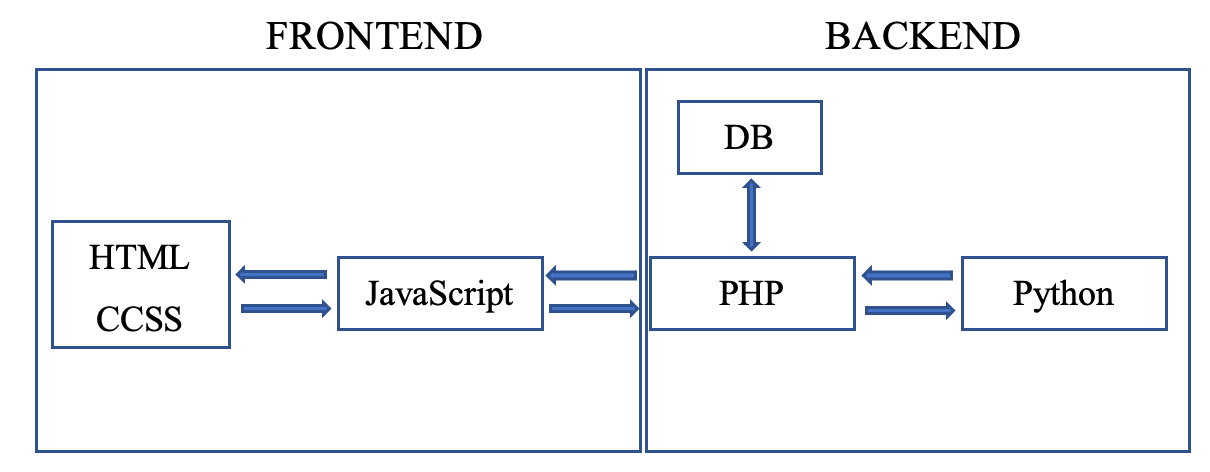 FRONTEND
BACKEND
DB
HTML
CCSS
JavaScript
PHP
Python